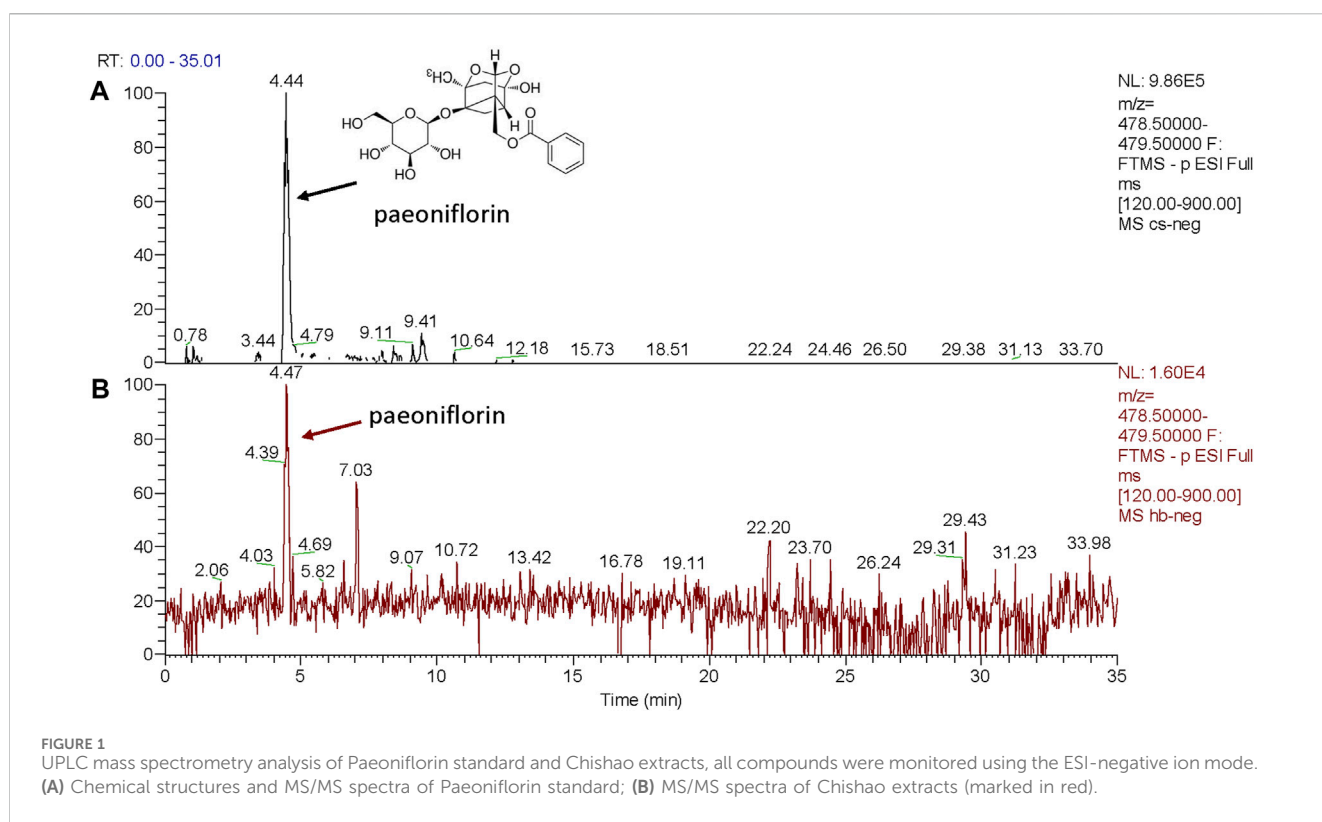 RT: 0.00 - 35.01
A
4.44
100
80
60
40
20
0
0.78
3.44
4.79
9.11
9.41
10.64
12.18
15.73
18.51
22.24
24.46
26.50
29.38
31.13
33.70
H
O
O
H3C
OH
O
H
O
O
HO
O
O
HO
OH
OH
paeoniflorin
NL: 9.86E5
m/z=
478.50000-
479.50000 F:
FTMS - p ESI Full
ms
[120.00-900.00]
MS cs-neg
B
4.47
100
80
60
40
20
0
paeoniflorin
4.39
7.03
2.06
4.03
4.69
5.82
9.07
10.72
13.42
16.78
19.11
22.20
23.70
26.24
29.31
29.43
31.23
33.98
NL: 1.60E4
m/z=
478.50000-
479.50000 F:
FTMS - p ESI Full
ms
[120.00-900.00]
MS hb-neg
0 5 10 15 20 25 30 35
Time (min)
FIGURE 1
UPLC mass spectrometry analysis of Paeoniflorin standard and Chishao extracts, all compounds were monitored using the ESI-negative ion mode.
(A) Chemical structures and MS/MS spectra of Paeoniflorin standard; (B) MS/MS spectra of Chishao extracts (marked in red).